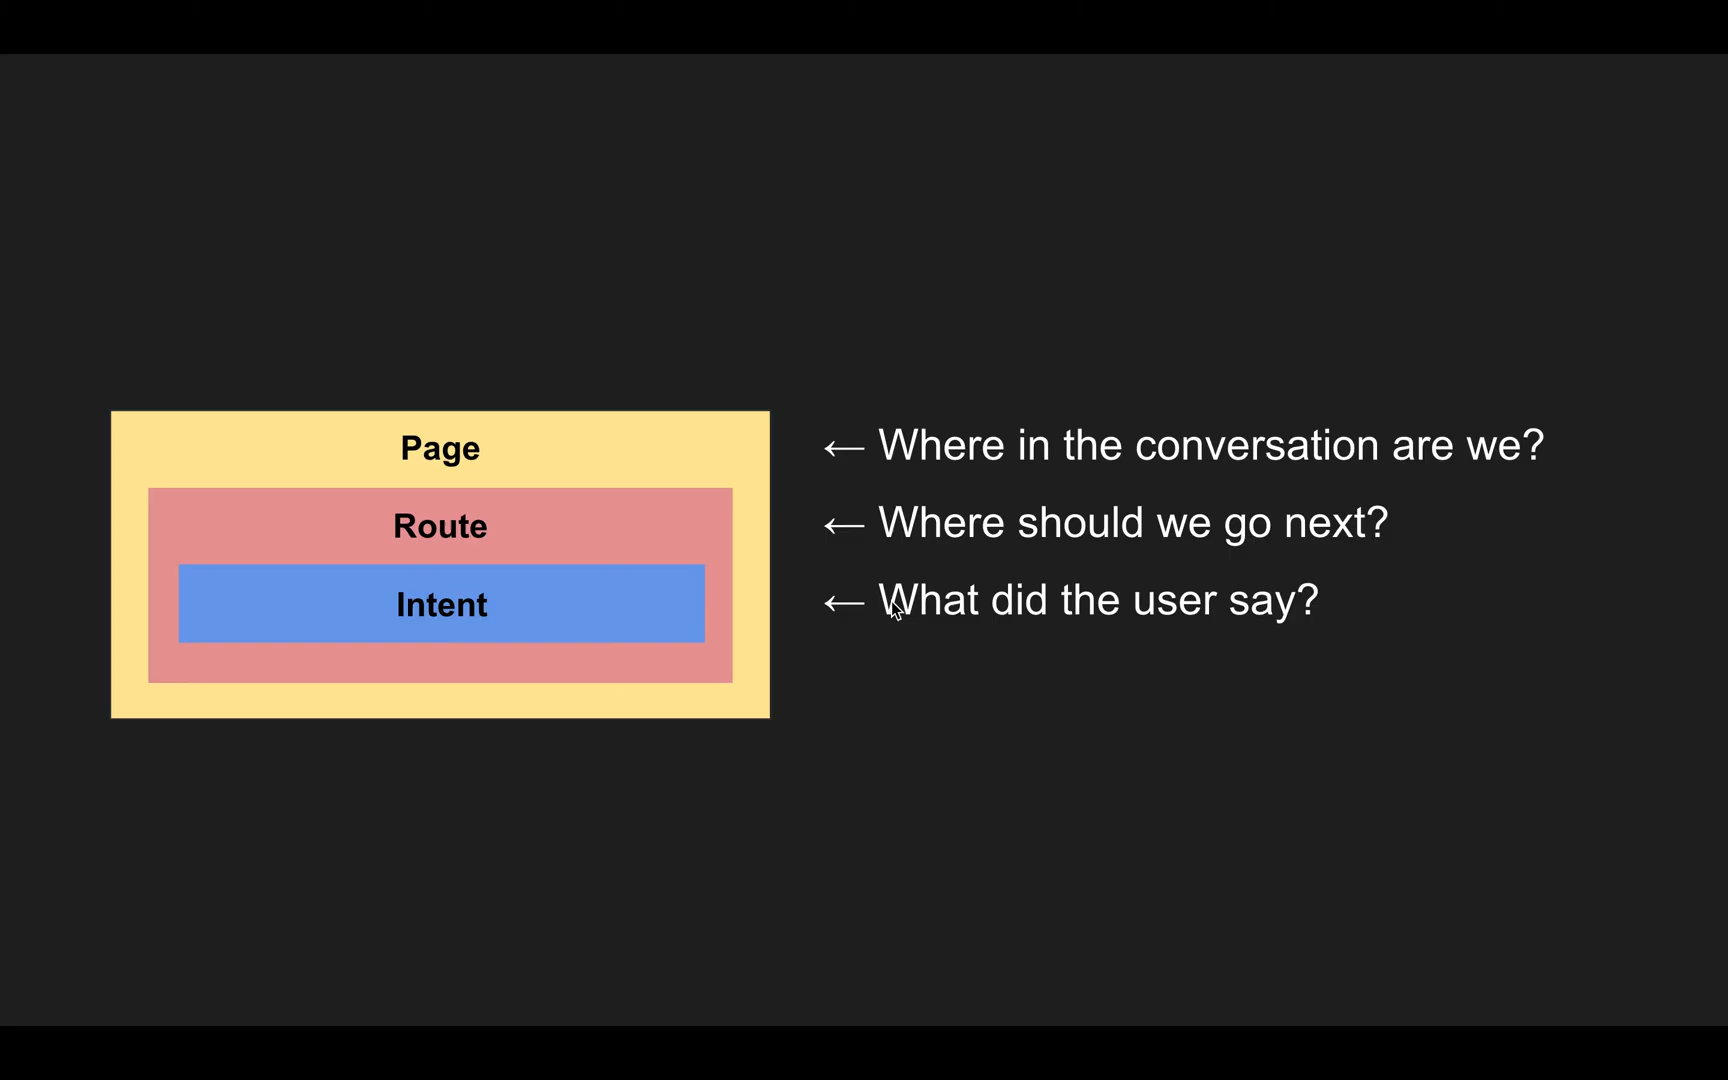 Page
← Where in the conversation are we?
Route
← Where should we go next?
Intent
← What did the user say?